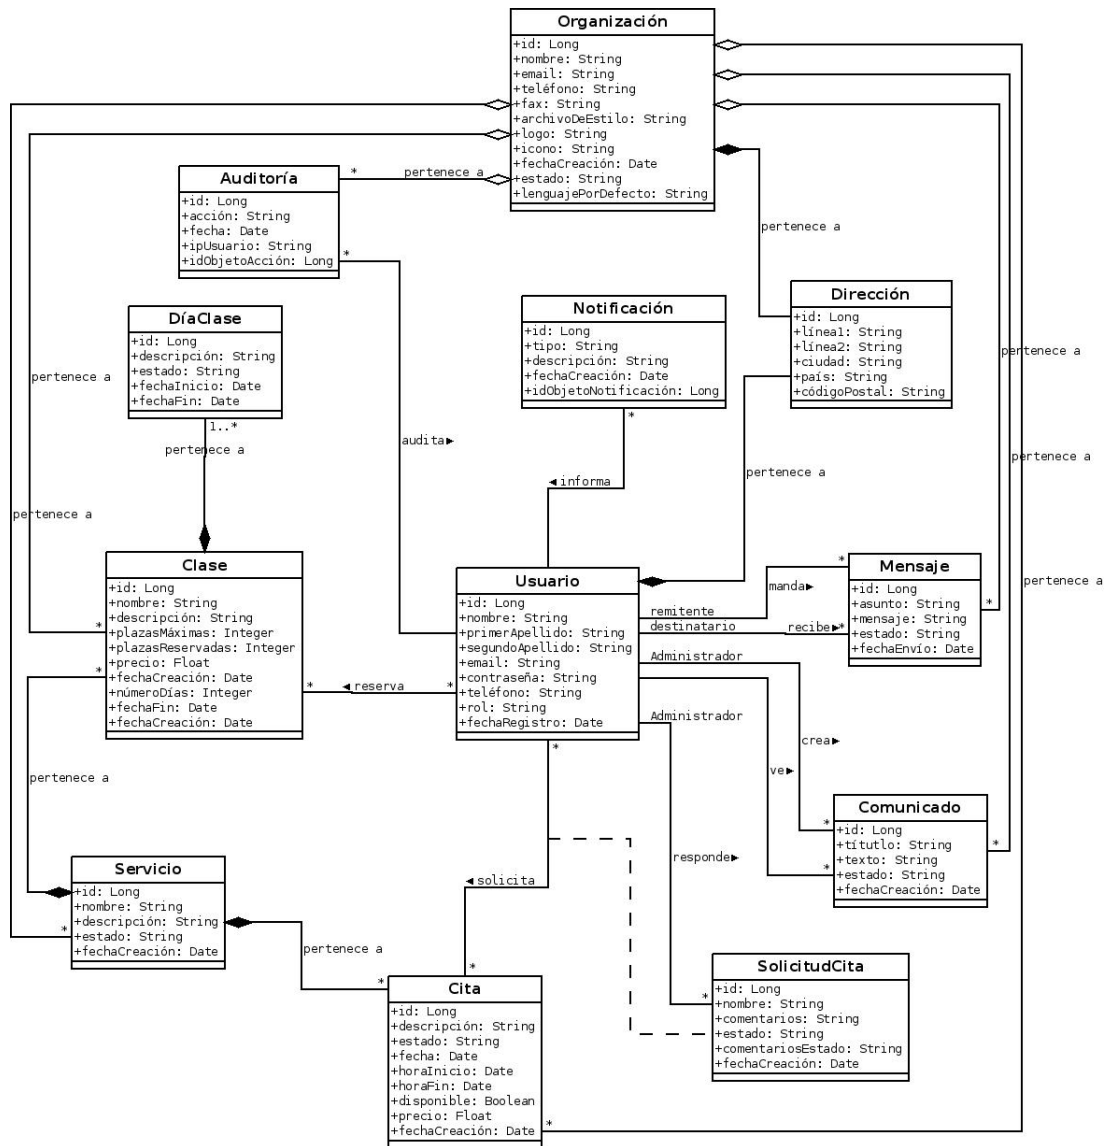 Organización
+id: Long
+nombre: String
+email: String
+teléfono: String
+fax: String
+archivoDeEstilo: String
+logo: String
+icono: String
+fechaCreación: Date
+estado: String
+lenguajePorDefecto: String
Auditoría
+id: Long
+acción: String
+fecha: Date
+ipUsuario: String
+idObjetoAcción: Long
*
pertenece a
*
pertenece a
DíaClase
+id: Long
+descripción: String
+estado: String
+fechaInicio: Date
+fechaFin: Date
1..*
pertenece a
Notificación
+id: Long
+tipo: String
+descripción: String
+fechaCreación: Date
+idObjetoNotificación: Long
*
Dirección
+id: Long
+línea1: String
+línea2: String
+ciudad: String
+país: String
+códigoPostal: String
pertenece a
pertenece a
audita►
◄ informa
pertenece a
pertenece a
pertenece a
pertenece a
Clase
+id: Long
+nombre: String
+descripción: String
+plazasMáximas: Integer
+plazasReservadas: Integer
+precio: Float
+fechaCreación: Date
+númeroDías: Integer
+fechaFin: Date
+fechaCreación: Date
*
*
*
◄ reserva
*
Usuario
+id: Long
+nombre: String
+primerApellido: String
+segundoApellido: String
+email: String
+contraseña: String
+teléfono: String
+rol: String
+fechaRegistro: Date
*
remitente
manda►
*
destinatario
recibe►
*
Administrador
Administrador
Mensaje
+id: Long
+asunto: String
+mensaje: String
+estado: String
+fechaEnvío: Date
*
crea►
ve►
*
*
Comunicado
+id: Long
+títutlo: String
+texto: String
+estado: String
+fechaCreación: Date
*
pertenece a
Servicio
+id: Long
+nombre: String
+descripción: String
+estado: String
+fechaCreación: Date
*
pertenece a
*
◄ solicita
*
responde►
*
Cita
+id: Long
+descripción: String
+estado: String
+fecha: Date
+horaInicio: Date
+horaFin: Date
+disponible: Boolean
+precio: Float
+fechaCreación: Date
*
SolicitudCita
+id: Long
+nombre: String
+comentarios: String
+estado: String
+comentariosEstado: String
+fechaCreación: Date